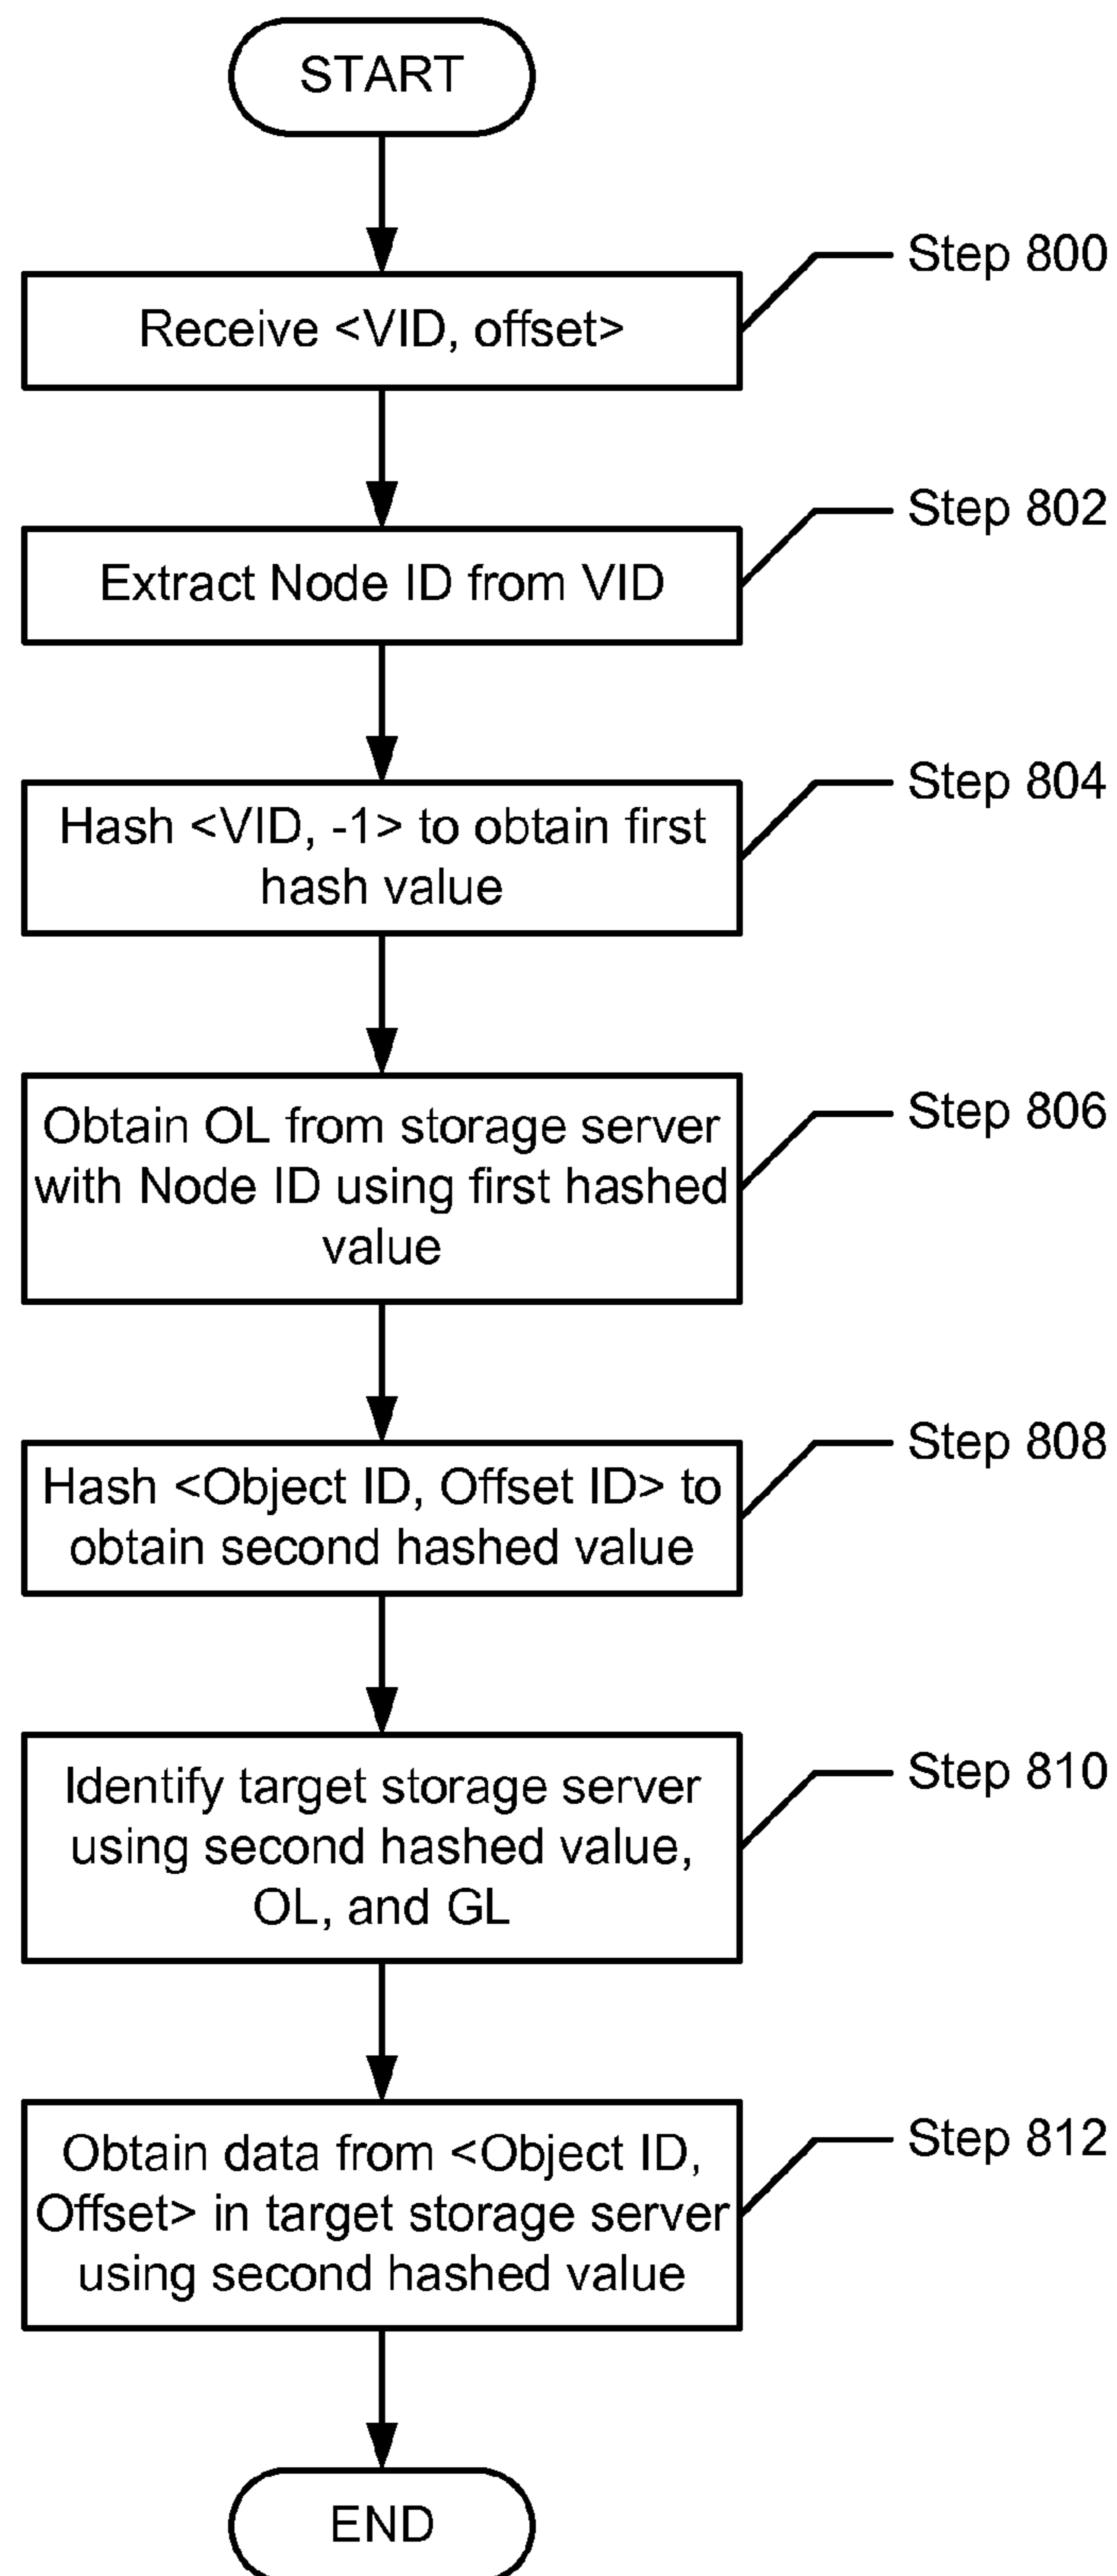 START
Step 800
Receive <VID, offset>
Step 802
Extract Node ID from VID
Step 804
Hash <VID, -1> to obtain first
hash value
Step 806
Obtain OL from storage server
with Node ID using first hashed
value
Step 808
Hash <Object ID, Offset ID> to
obtain second hashed value
Step 810
Identify target storage server
using second hashed value,
OL, and GL
Step 812
Obtain data from <Object ID,
Offset> in target storage server
using second hashed value
END